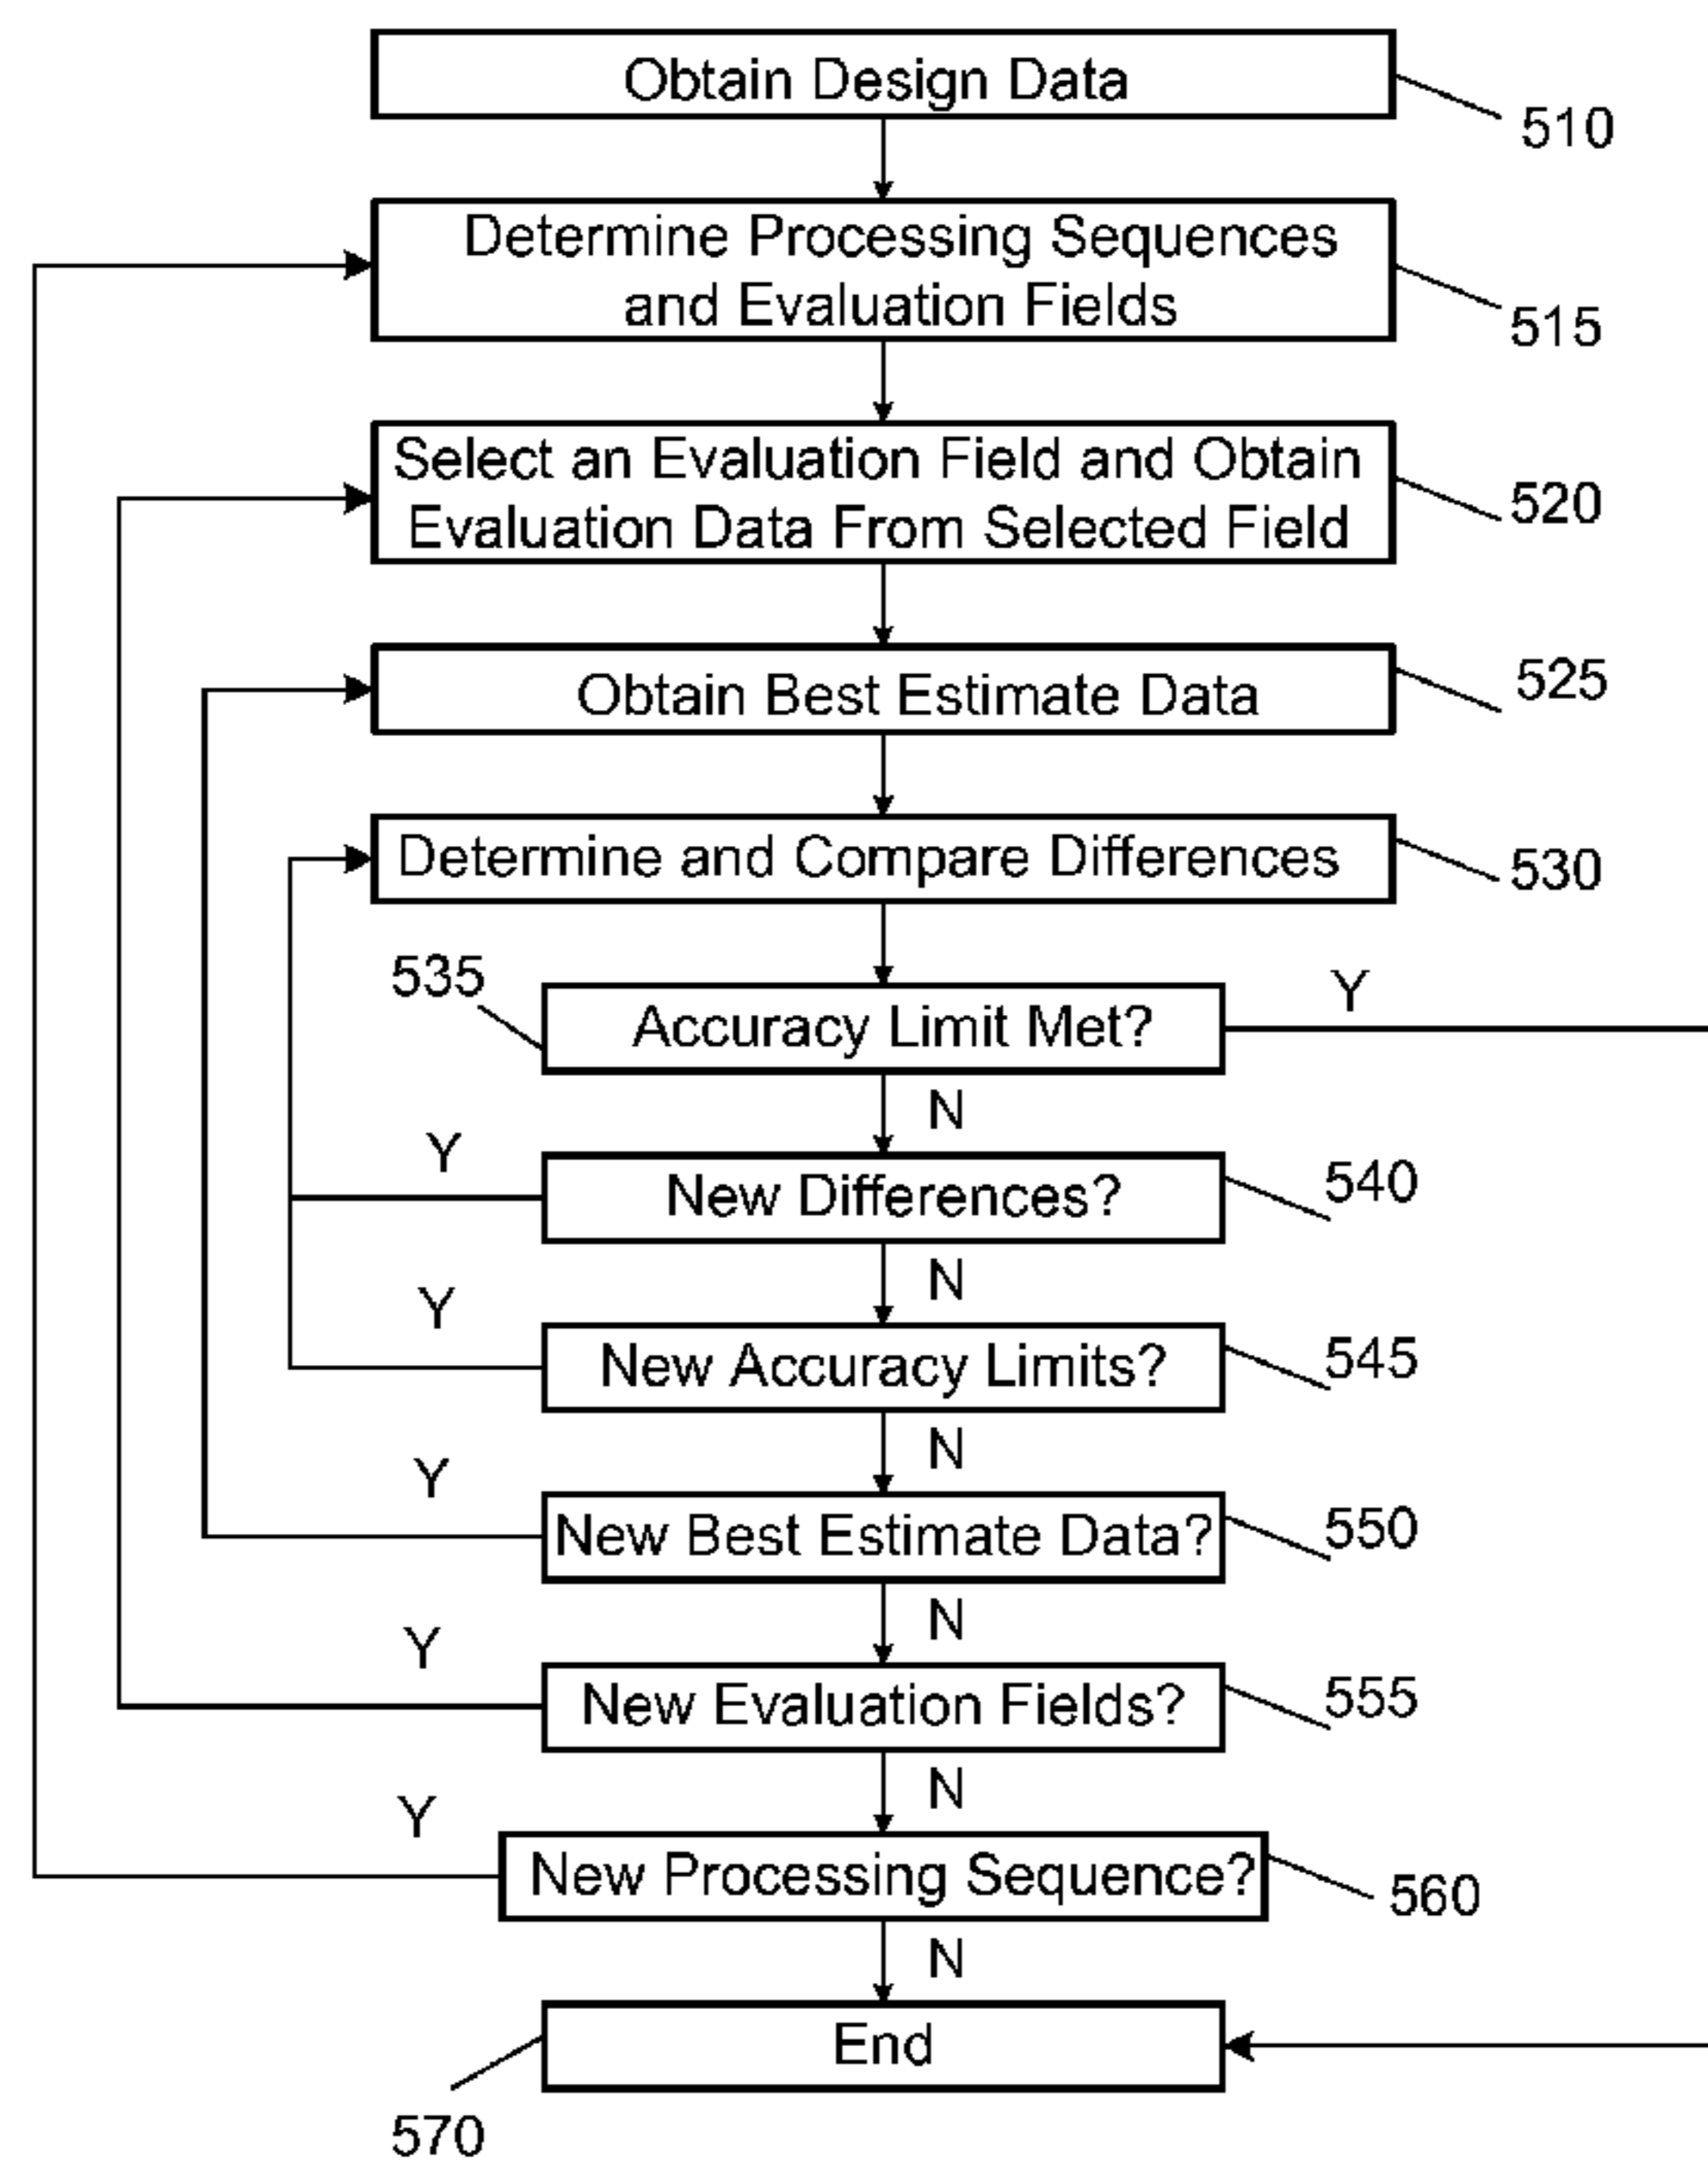 Obtain Design Data
510
Determine Processing Sequences
and Evaluation Fields
515
Select an Evaluation Field and Obtain
Evaluation Data From Selected Field
520
Obtain Best Estimate Data
525
Determine and Compare Differences
530
535
Accuracy Limit Met?
Y
N
Y
New Differences?
540
N
Y
New Accuracy Limits?
545
N
Y
New Best Estimate Data?
550
N
Y
New Evaluation Fields?
555
N
Y
New Processing Sequence?
560
N
End
570